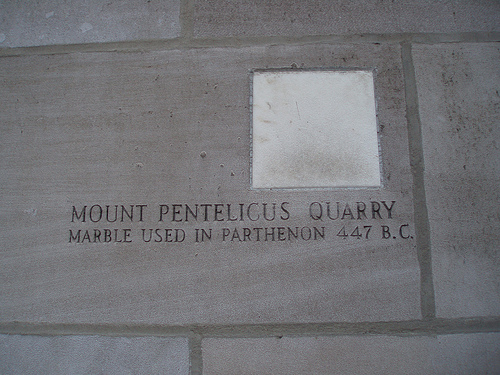 MOUNT PENTELICUS QUARRY
MARBLE USED IN PARTHENON 447 B.C.